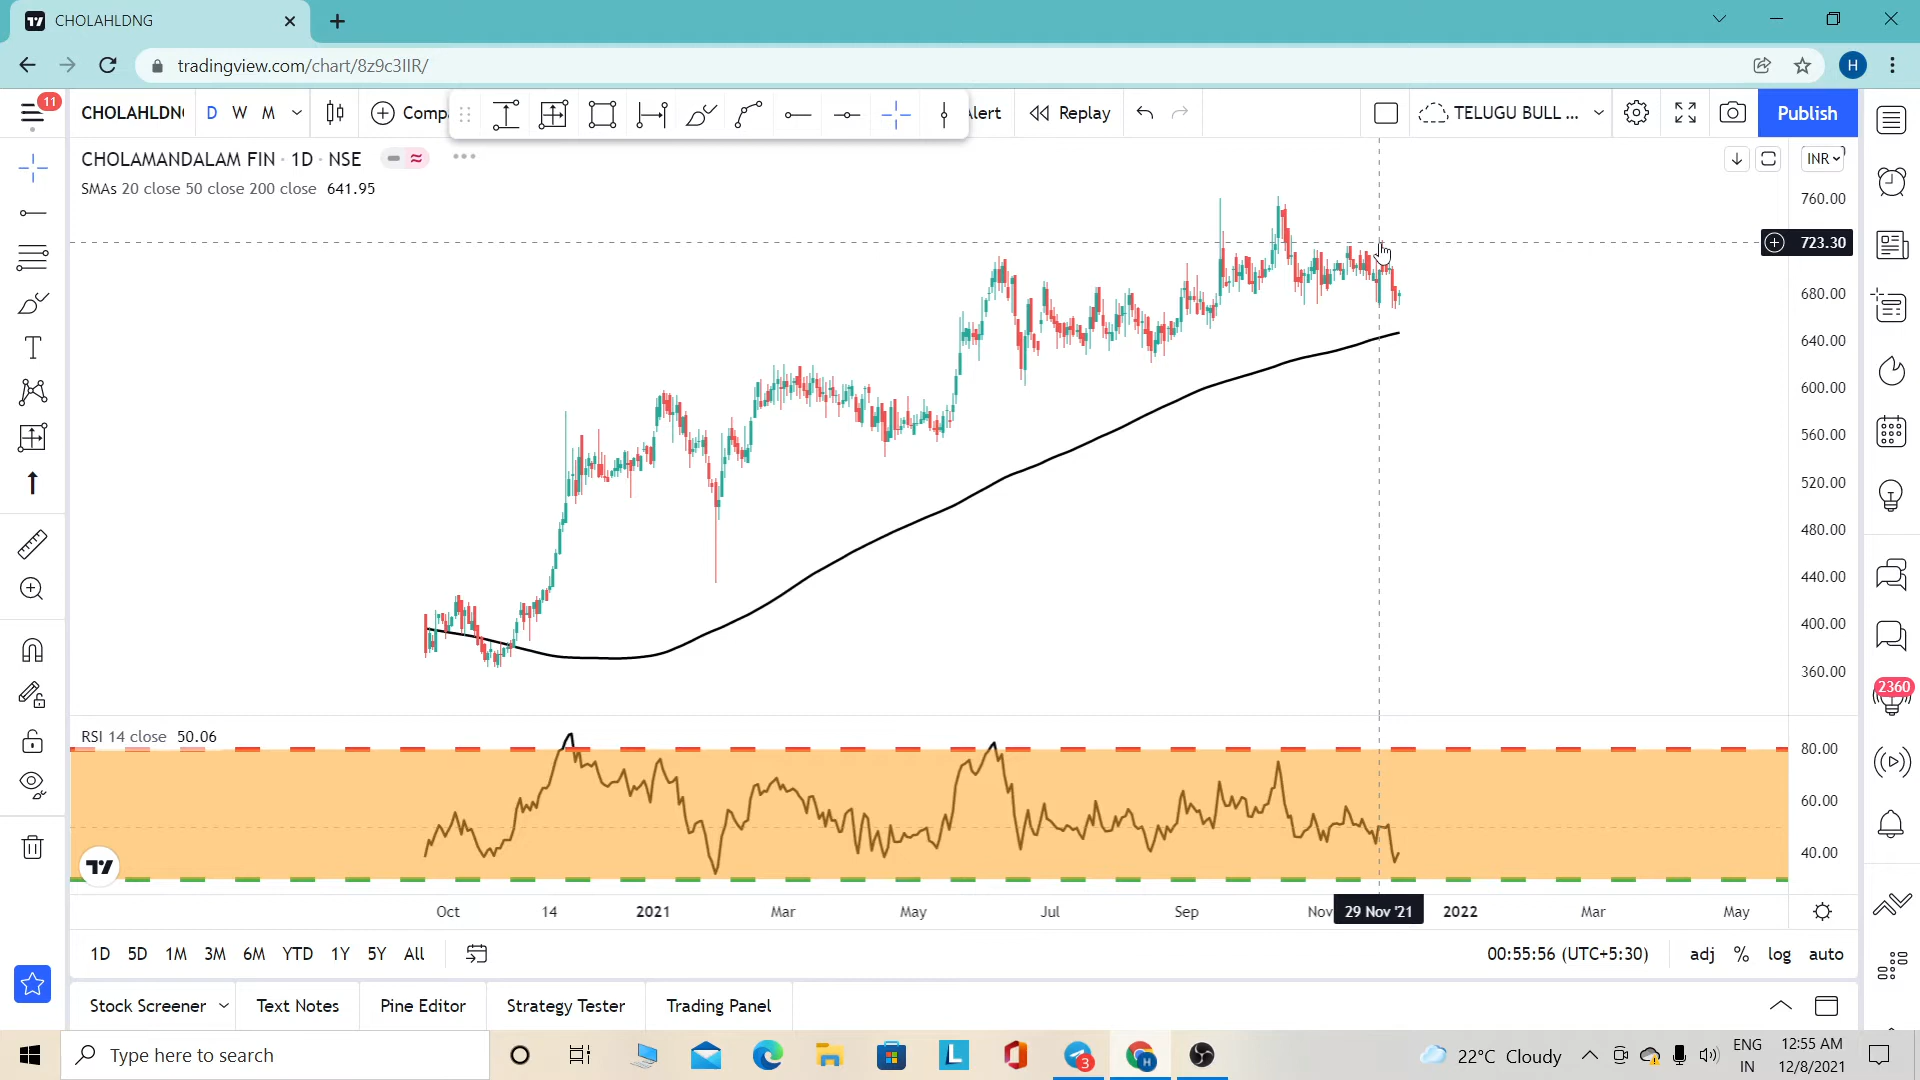 CHOLAHLDNG
tradingview.com/chart/8z9c3IIR/
11
CHOLAHLDN
D W M
Comp
lert
Replay
TELUGU BULL ...
Publish
CHOLAMANDALAM FIN · 1D · NSE
SMAs 20 close 50 close 200 close 641.95
INR
760.00
723.30
680.00
640.00
600.00
560.00
520.00
480.00
440.00
400.00
360.00
2360
RSI 14 close 50.06
80.00
60.00
40.00
Oct 14 2021 Mar May Jul Sep Nov 29 Nov '21 2022 Mar May
1D 5D 1M 3M 6M YTD 1Y 5Y All
00:55:56 (UTC+5:30) adj % log auto
Stock Screener Text Notes Pine Editor Strategy Tester Trading Panel
Type here to search
L
3
H
22°C Cloudy
ENG
IN
12:55 AM
12/8/2021